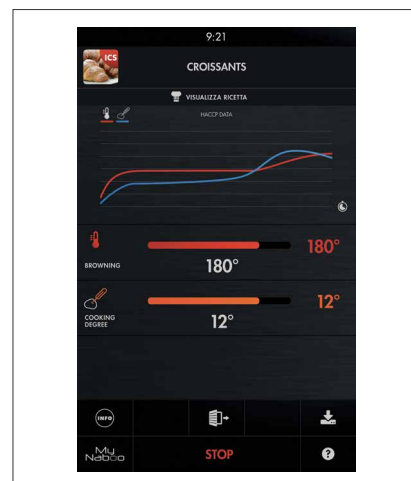 9:21
ICS
CROISSANTS
VISUALIZZA RICETTA
HACCP DATA
BROWNING
180°
180°
COOKING
DEGREE
12°
12°
INFO
My
Naboo
STOP
?